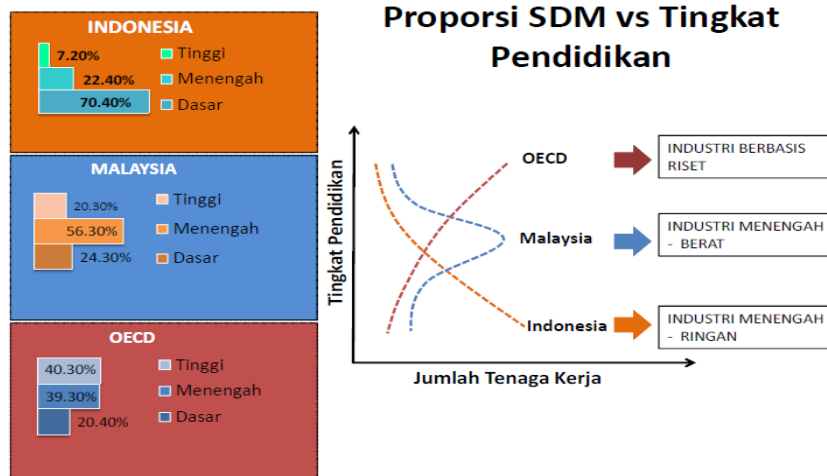 Proporsi SDM vs Tingkat
Pendidikan
INDONESIA
7.20%
22.40%
70.40%
Tinggi
Menengah
Dasar
MALAYSIA
20.30%
56.30%
24.30%
Tinggi
Menengah
Dasar
OECD
40.30%
39.30%
20.40%
Tinggi
Menengah
Dasar
Tingkat Pendidikan
OECD
Malaysia
Indonesia
Jumlah Tenaga Kerja
INDUSTRI BERBASIS
RISET
INDUSTRI MENENGAH
- BERAT
INDUSTRI MENENGAH
- RINGAN